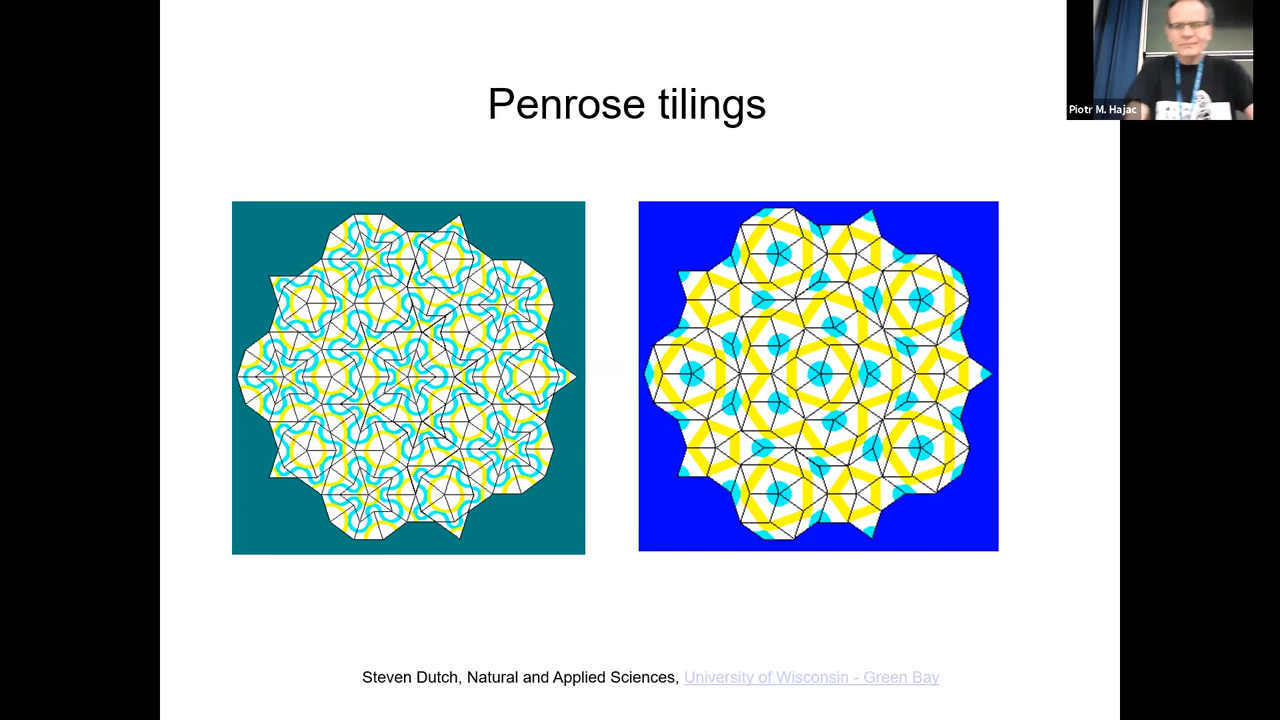 Penrose tilings
Piotr M. Hajac
Steven Dutch, Natural and Applied Sciences, University of Wisconsin - Green Bay